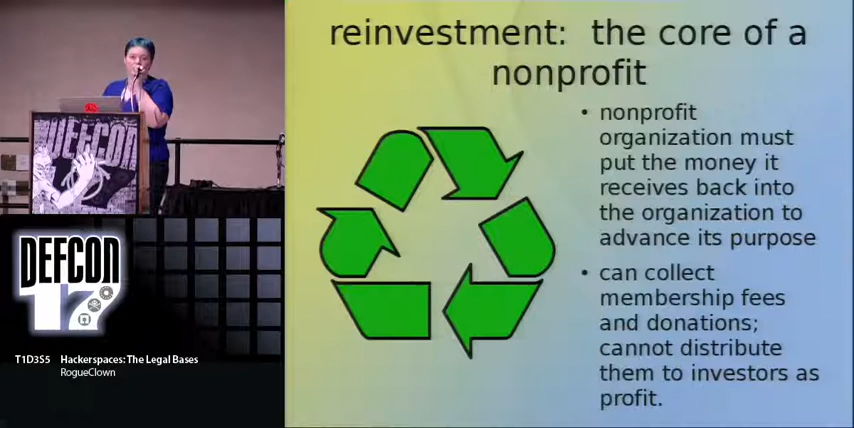 reinvestment: the core of a
nonprofit
• nonprofit
organization must
put the money it
receives back into
the organization to
advance its purpose
• can collect
membership fees
and donations;
cannot distribute
them to investors as
profit.
DEFCON
DEFCON
17
T1D3S5 Hackerspaces: The Legal Bases
RogueClown